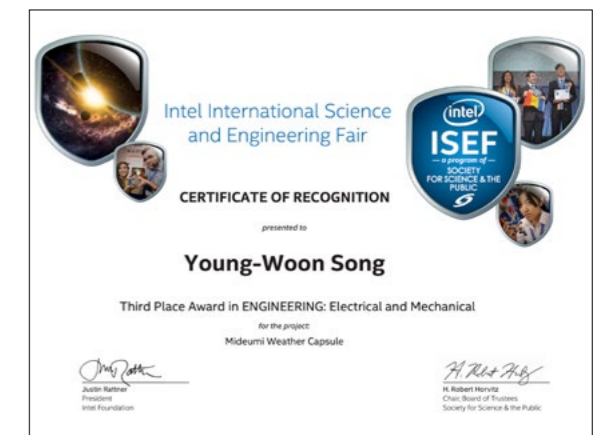 Intel International Science
and Engineering Fair
intel
ISEF
a program of
SOCIETY
FOR SCIENCE & THE
PUBLIC
CERTIFICATE OF RECOGNITION
presented to
Young-Woon Song
Third Place Award in ENGINEERING: Electrical and Mechanical
for the project:
Mideumi Weather Capsule
Justin Rattner
President
Intel Foundation
H. Robert Horvitz
Chair, Board of Trustees
Society for Science & the Public